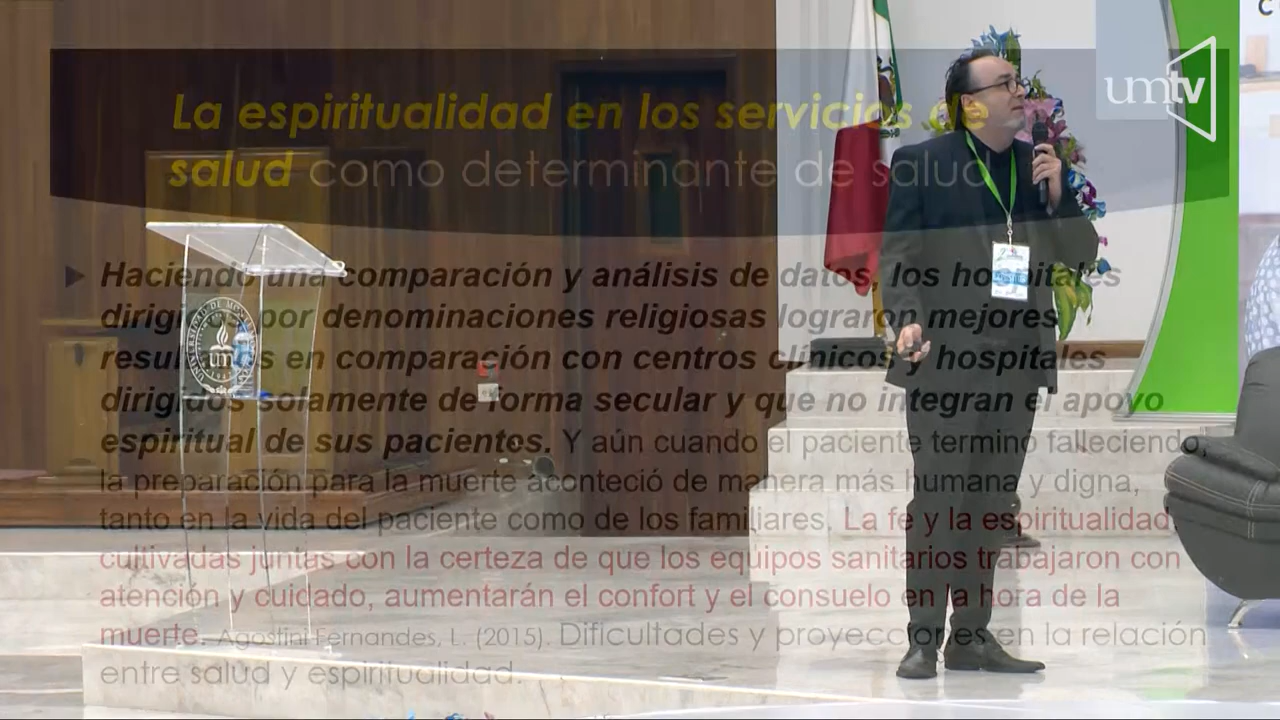 umtv
La espiritualidad en los servicios de
salud como determinante de salud
Haciendo una comparación y análisis de datos, los hospitales
dirigidos por denominaciones religiosas lograron mejores
resultados en comparación con centros clínicos y hospitales
dirigidos solamente de forma secular y que no integran el apoyo
espiritual de sus pacientes. Y aún cuando el paciente termino falleciendo
la preparación para la muerte aconteció de manera más humana y digna,
tanto en la vida del paciente como de los familiares. La fe y la espiritualidad
cultivadas juntas con la certeza de que los equipos sanitarios trabajaron con
atención y cuidado, aumentarán el confort y el consuelo en la hora de la
muerte. Agostini Fernandes, L. (2015). Dificultades y proyecciones en la relación
entre salud y espiritualidad.